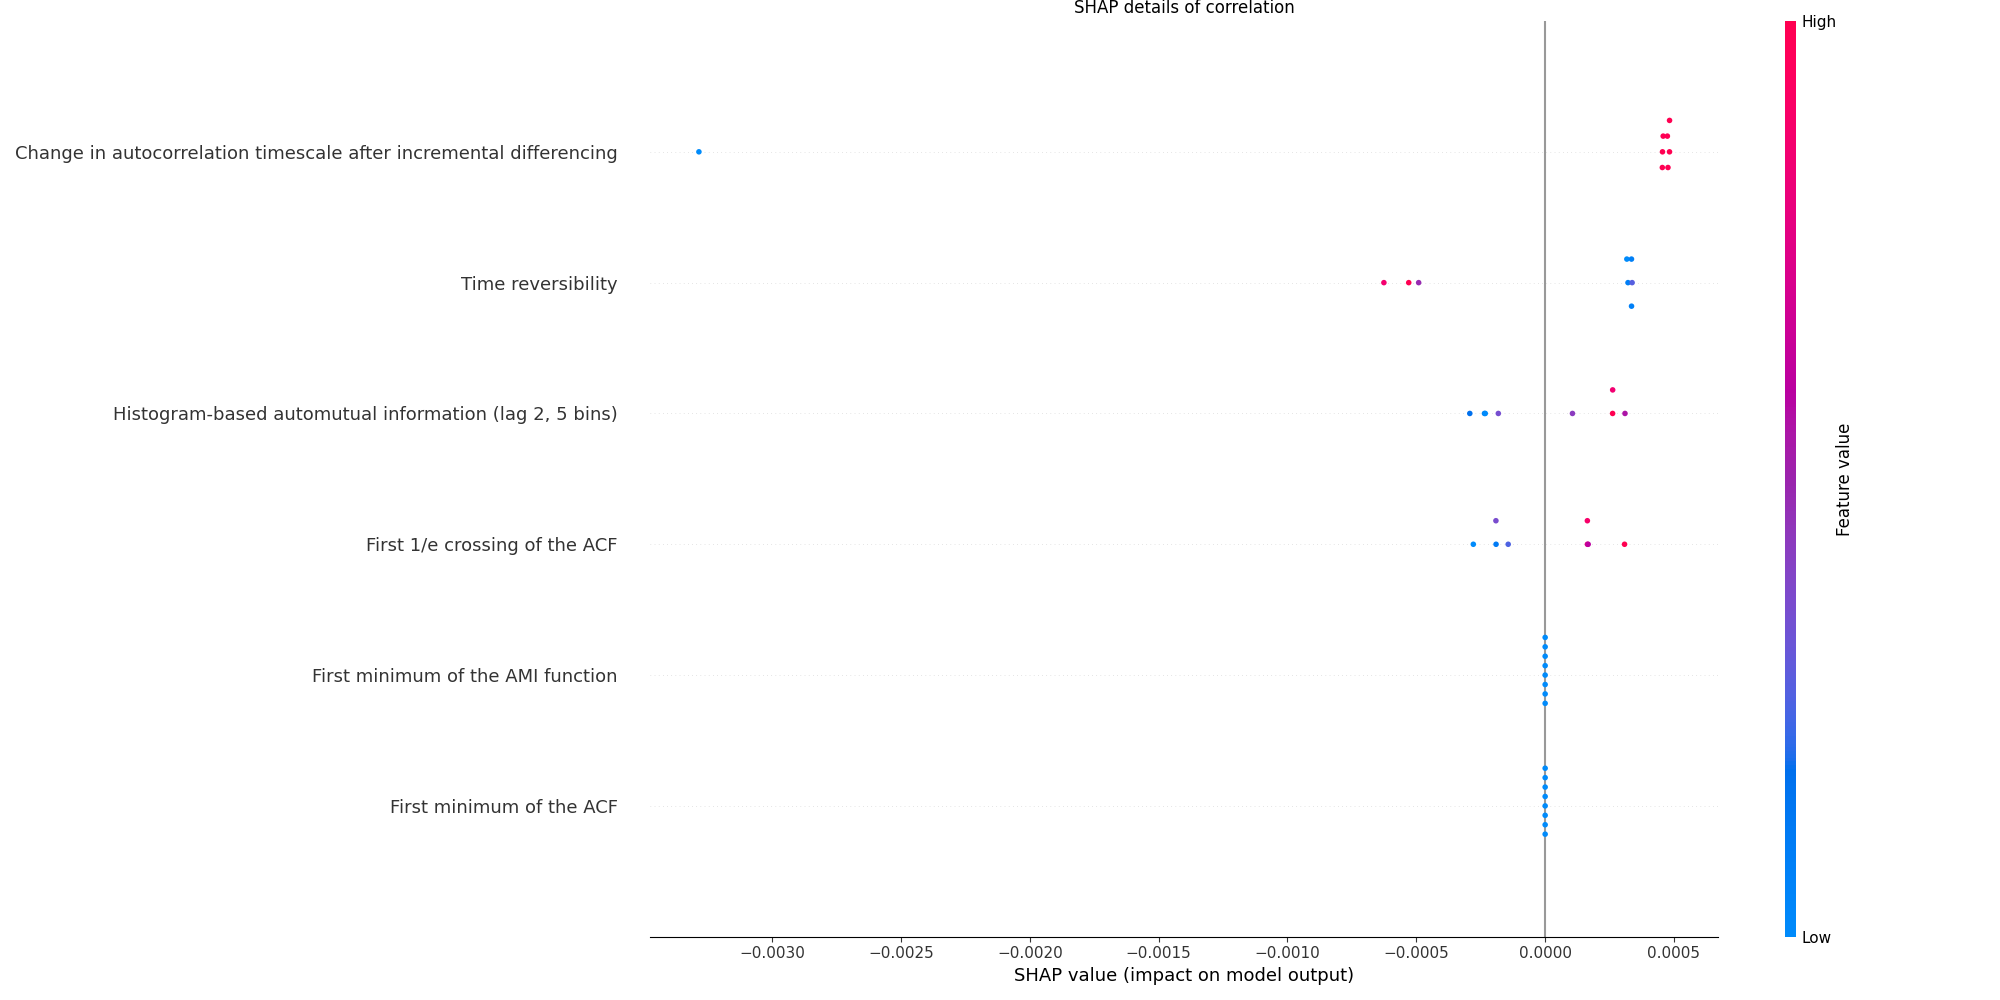 SHAP details of correlation
High
Change in autocorrelation timescale after incremental differencing
Time reversibility
Histogram-based automutual information (lag 2, 5 bins)
First 1/e crossing of the ACF
First minimum of the AMI function
First minimum of the ACF
Feature value
Low
−0.0030 −0.0025 −0.0020 −0.0015 −0.0010 −0.0005 0.0000 0.0005
SHAP value (impact on model output)